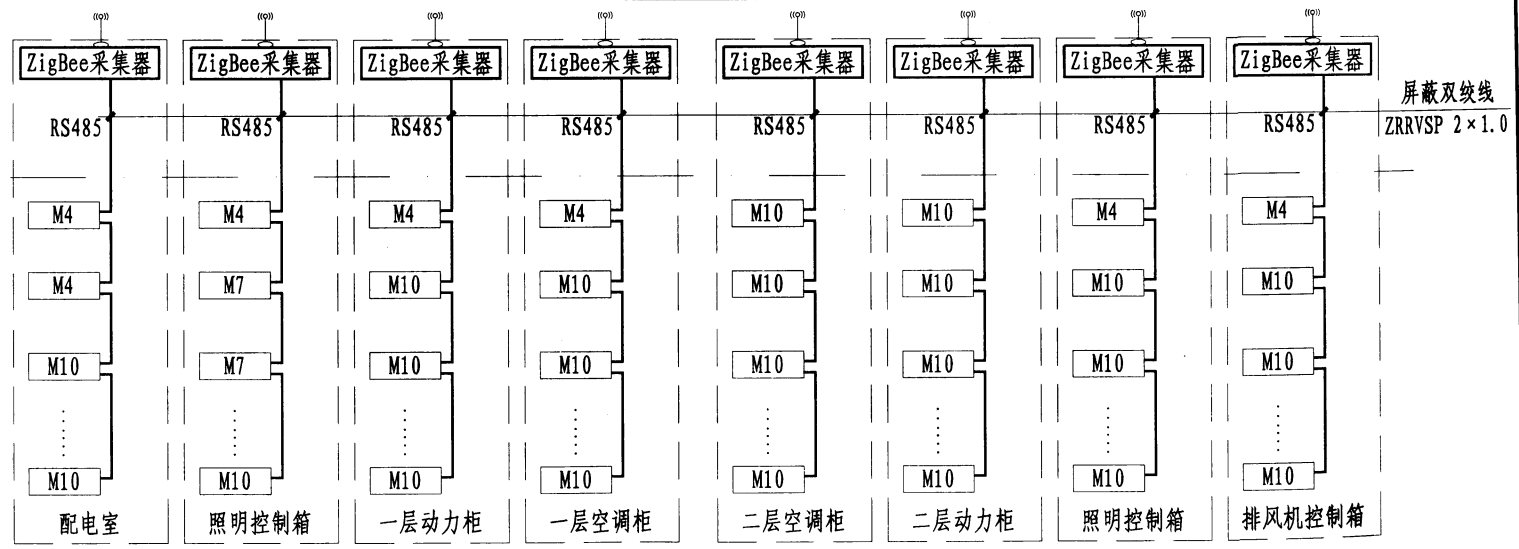 ZigBee采集器 ZigBee采集器 ZigBee采集器 ZigBee采集器 ZigBee采集器 ZigBee采集器 ZigBee采集器 ZigBee采集器
屏蔽双绞线
RS485 RS485 RS485 RS485 RS485 RS485 RS485 RS485 ZRRVSP 2×1.0
M4 M4 M4 M4 M10 M10 M4 M4
M4 M7 M10 M10 M10 M10 M10 M10
M10 M7 M10 M10 M10 M10 M10 M10
M10 M10 M10 M10 M10 M10 M10 M10
配电室 照明控制箱 一层动力柜 一层空调柜 二层空调柜 二层动力柜 照明控制箱 排风机控制箱